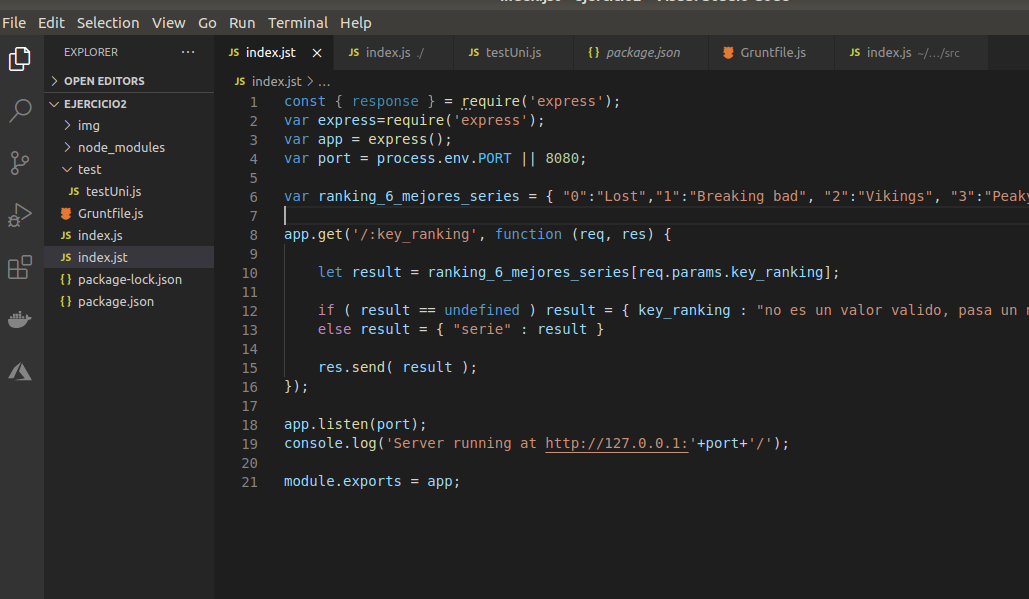 File Edit Selection View Go Run Terminal Help
EXPLORER ...
JS index.jst ×
JS index.js ./
JS testUni.js
{ } package.json
Gruntfile.js
JS index.js ~/.../src
OPEN EDITORS
EJERCICIO2
img
node_modules
test
JS testUni.js
Gruntfile.js
JS index.js
JS index.jst
{ } package-lock.json
{ } package.json
JS index.jst > ...
1 const { response } = require('express');
2 var express=require('express');
3 var app = express();
4 var port = process.env.PORT || 8080;
5
6 var ranking_6_mejores_series = { "0":"Lost","1":"Breaking bad", "2":"Vikings", "3":"Peaky
7
8 app.get('/:key_ranking', function (req, res) {
9
10 let result = ranking_6_mejores_series[req.params.key_ranking];
11
12 if ( result == undefined ) result = { key_ranking : "no es un valor valido, pasa un
13 else result = { "serie" : result }
14
15 res.send( result );
16 });
17
18 app.listen(port);
19 console.log('Server running at http://127.0.0.1:'+port+'/');
20
21 module.exports = app;